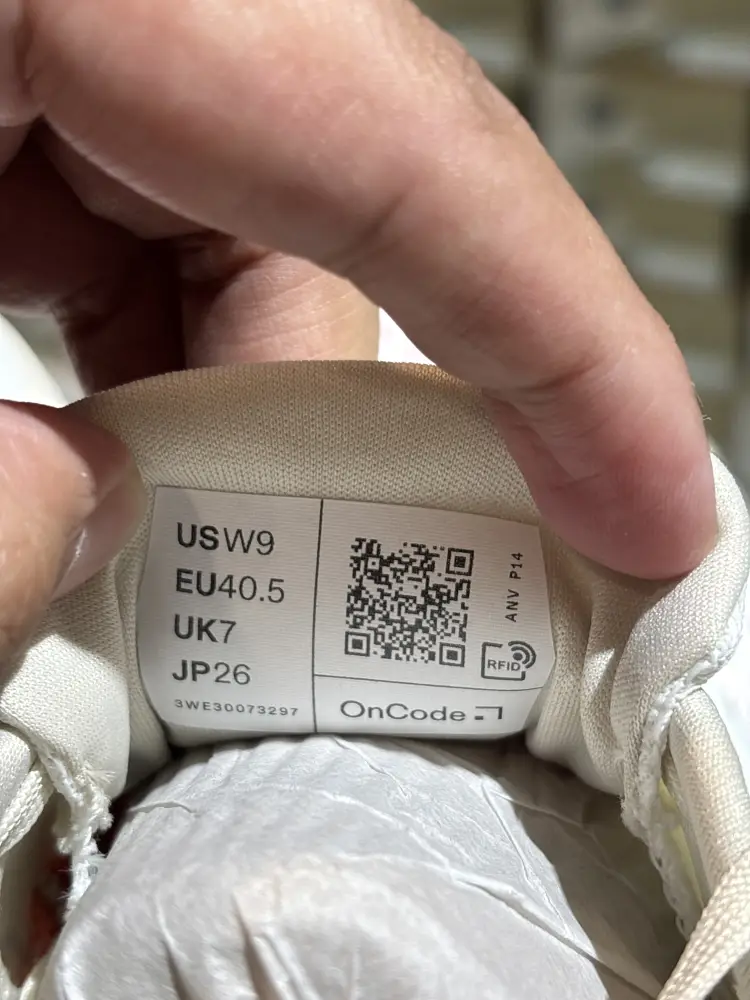 USW9
EU40.5
UK7
JP26
3WE30073297
ANV P14
RFID
OnCode